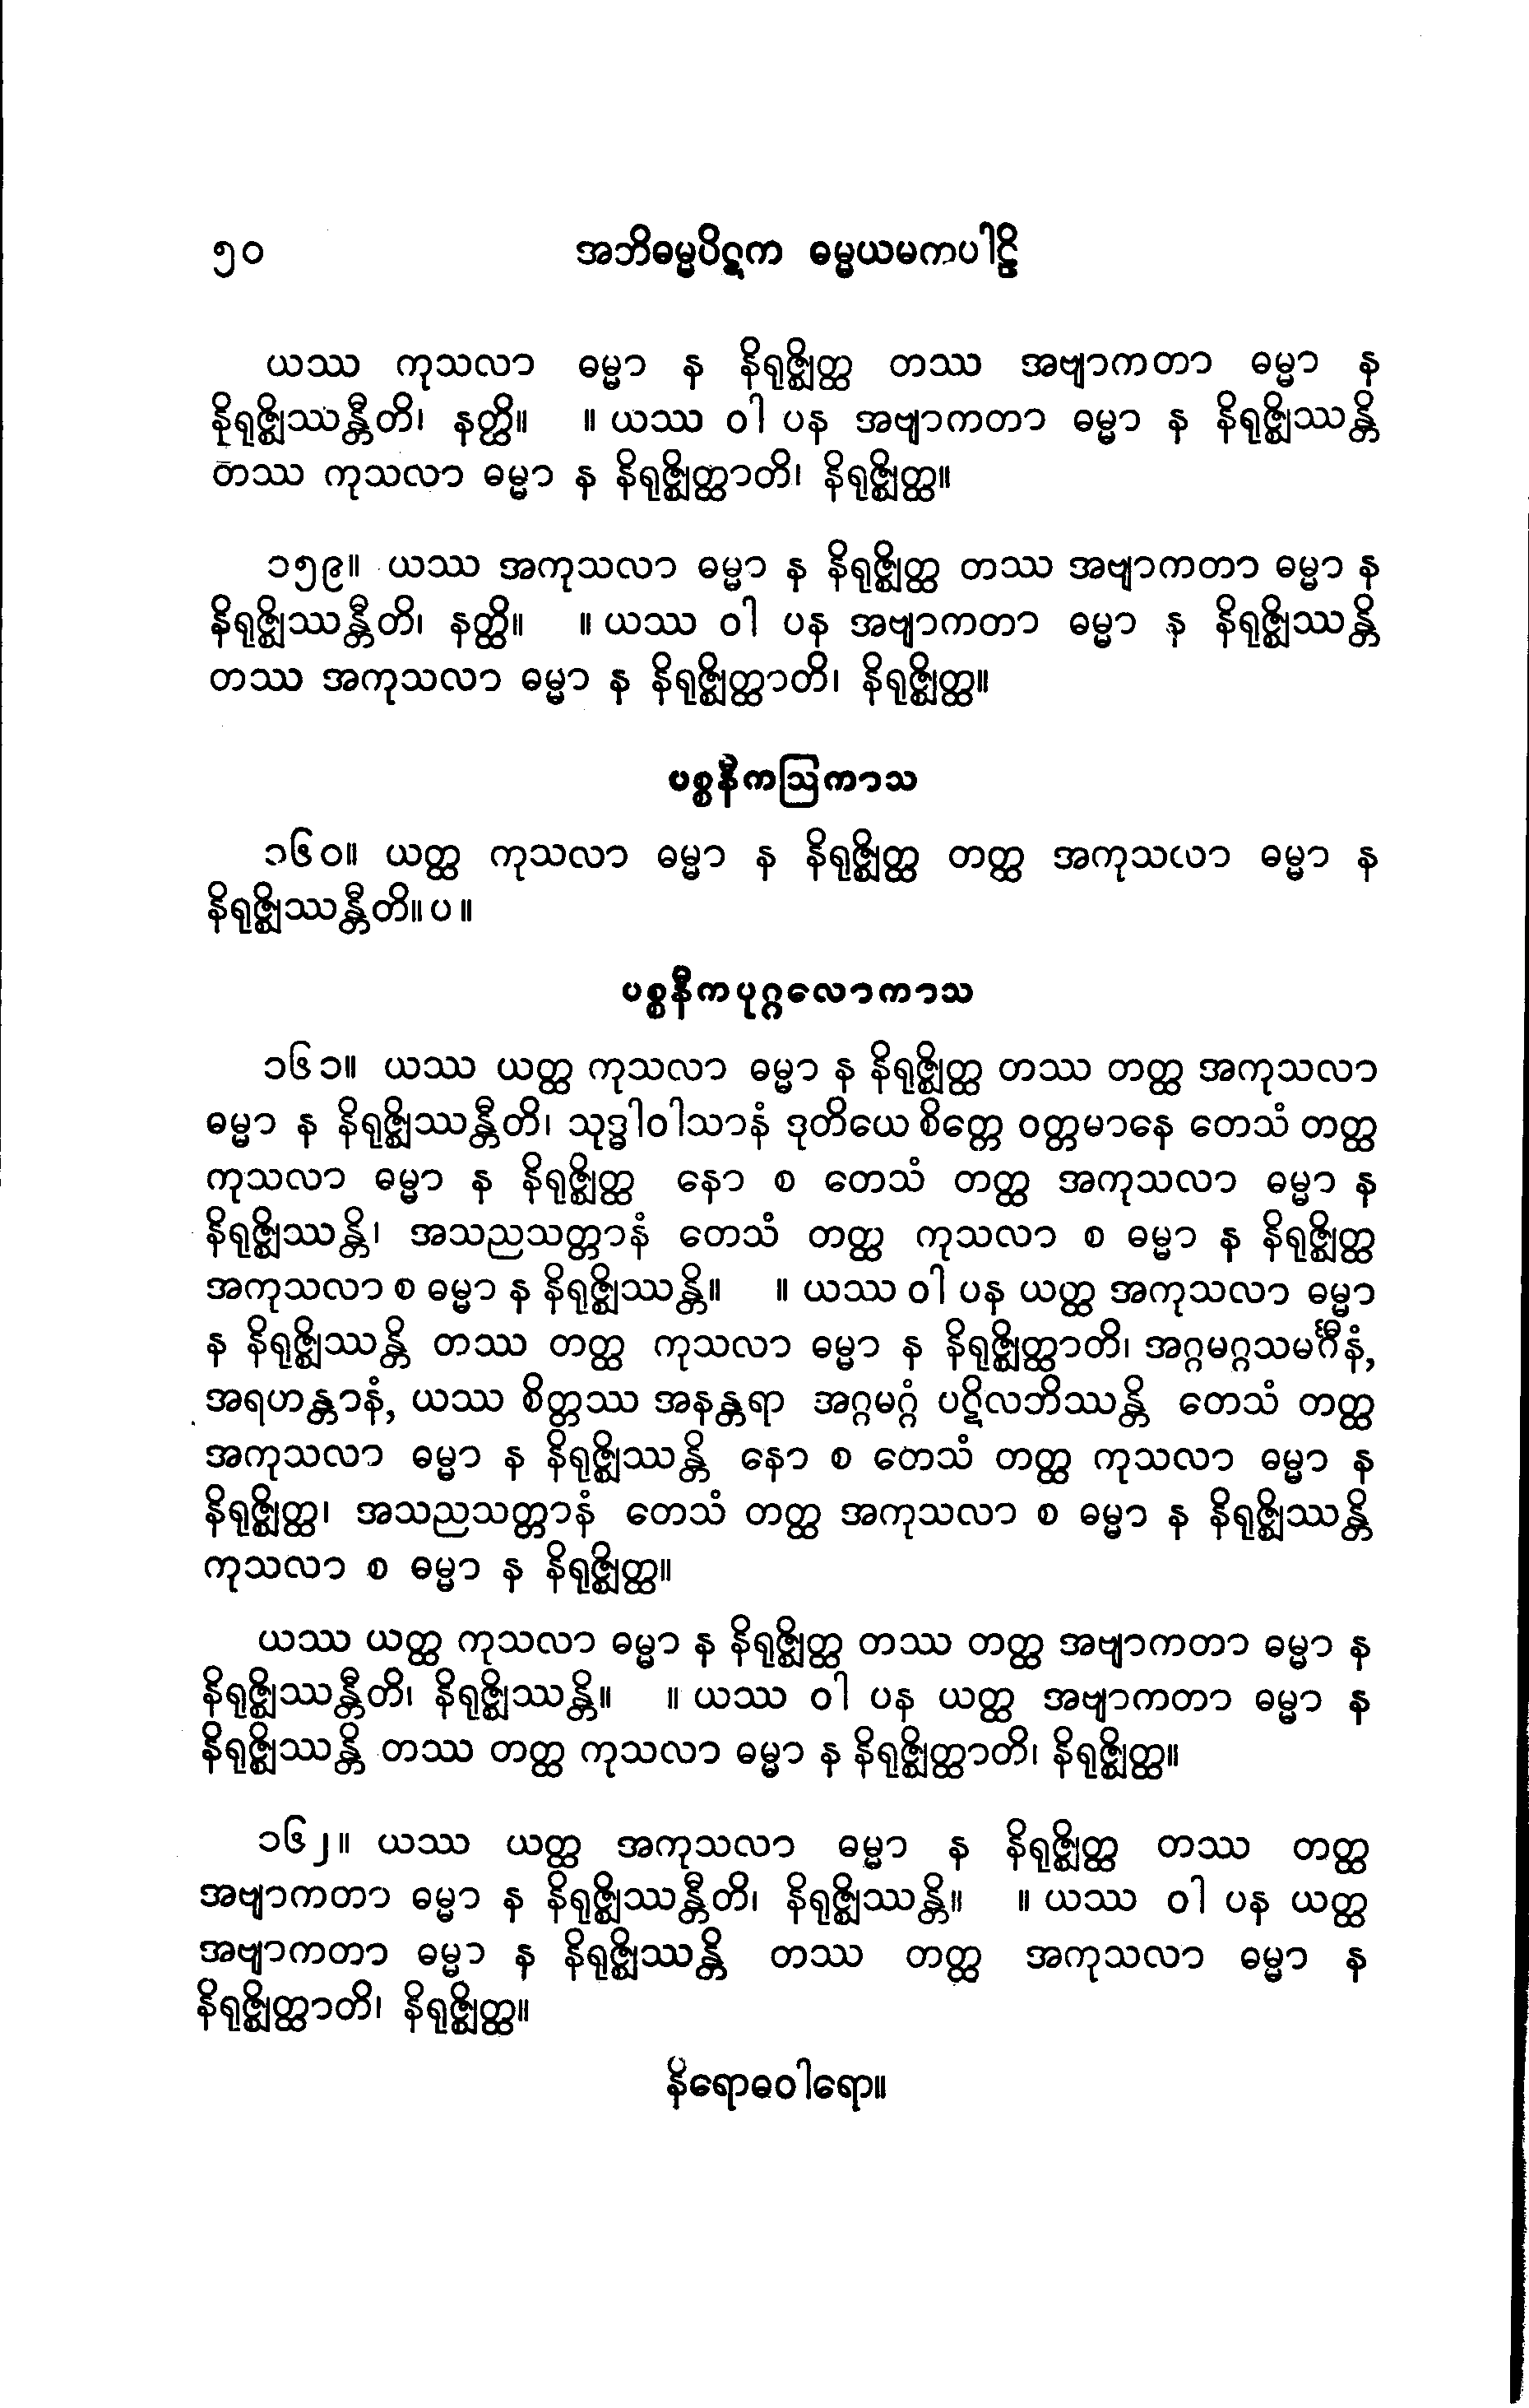 ၅၀ အဘိဓမ္မပိဋက ဓမ္မယမကပါဠိ
ယဿ ကုသလာ ဓမ္မာ န နိရုဇ္ဈိတ္ထ တဿ အဗျာကတာ ဓမ္မာ န
နိရုဇ္ဈိဿန္တီတိ၊ နတ္ထိ။ ။ ယဿ ဝါ ပန အဗျာကတာ ဓမ္မာ န နိရုဇ္ဈိဿန္တိ
တဿ ကုသလာ ဓမ္မာ န နိရုဇ္ဈိတ္ထာတိ၊ နိရုဇ္ဈိတ္ထ။
၁၅၉။ ယဿ အကုသလာ ဓမ္မာ န နိရုဇ္ဈိတ္ထ တဿ အဗျာကတာ ဓမ္မာ န
နိရုဇ္ဈိဿန္တီတိ၊ နတ္ထိ။ ။ ယဿ ဝါ ပန အဗျာကတာ ဓမ္မာ န နိရုဇ္ဈိဿန္တိ
တဿ အကုသလာ ဓမ္မာ န နိရုဇ္ဈိတ္ထာတိ၊ နိရုဇ္ဈိတ္ထ။
ပစ္စနီကဩကာသ
၁၆၀။ ယတ္ထ ကုသလာ ဓမ္မာ န နိရုဇ္ဈိတ္ထ တတ္ထ အကုသလာ ဓမ္မာ န
နိရုဇ္ဈိဿန္တီတိ။ ပ ။
ပစ္စနီကပုဂ္ဂလောကာသ
၁၆၁။ ယဿ ယတ္ထ ကုသလာ ဓမ္မာ န နိရုဇ္ဈိတ္ထ တဿ တတ္ထ အကုသလာ
ဓမ္မာ န နိရုဇ္ဈိဿန္တီတိ၊ သုဒ္ဓါဝါသာနံ ဒုတိယေ စိတ္တေ ဝတ္တမာနေ တေသံ တတ္ထ
ကုသလာ ဓမ္မာ န နိရုဇ္ဈိတ္ထ နော စ တေသံ တတ္ထ အကုသလာ ဓမ္မာ န
နိရုဇ္ဈိဿန္တိ၊ အသညသတ္တာနံ တေသံ တတ္ထ ကုသလာ စ ဓမ္မာ န နိရုဇ္ဈိတ္ထ
အကုသလာ စ ဓမ္မာ န နိရုဇ္ဈိဿန္တိ။ ။ ယဿ ဝါ ပန ယတ္ထ အကုသလာ ဓမ္မာ
န နိရုဇ္ဈိဿန္တိ တဿ တတ္ထ ကုသလာ ဓမ္မာ န နိရုဇ္ဈိတ္ထာတိ၊ အဂ္ဂမဂ္ဂသမင်္ဂီနံ,
အရဟန္တာနံ, ယဿ စိတ္တဿ အနန္တရာ အဂ္ဂမဂ္ဂံ ပဋိလဘိဿန္တိ တေသံ တတ္ထ
အကုသလာ ဓမ္မာ န နိရုဇ္ဈိဿန္တိ နော စ တေသံ တတ္ထ ကုသလာ ဓမ္မာ န
နိရုဇ္ဈိတ္ထ၊ အသညသတ္တာနံ တေသံ တတ္ထ အကုသလာ စ ဓမ္မာ န နိရုဇ္ဈိဿန္တိ
ကုသလာ စ ဓမ္မာ န နိရုဇ္ဈိတ္ထ။
ယဿ ယတ္ထ ကုသလာ ဓမ္မာ န နိရုဇ္ဈိတ္ထ တဿ တတ္ထ အဗျာကတာ ဓမ္မာ န
နိရုဇ္ဈိဿန္တီတိ၊ နိရုဇ္ဈိဿန္တိ။ ။ ယဿ ဝါ ပန ယတ္ထ အဗျာကတာ ဓမ္မာ န
နိရုဇ္ဈိဿန္တိ တဿ တတ္ထ ကုသလာ ဓမ္မာ န နိရုဇ္ဈိတ္ထာတိ၊ နိရုဇ္ဈိတ္ထ။
၁၆၂။ ယဿ ယတ္ထ အကုသလာ ဓမ္မာ န နိရုဇ္ဈိတ္ထ တဿ တတ္ထ
အဗျာကတာ ဓမ္မာ န နိရုဇ္ဈိဿန္တီတိ၊ နိရုဇ္ဈိဿန္တိ။ ။ ယဿ ဝါ ပန ယတ္ထ
အဗျာကတာ ဓမ္မာ န နိရုဇ္ဈိဿန္တိ တဿ တတ္ထ အကုသလာ ဓမ္မာ န
နိရုဇ္ဈိတ္ထာတိ၊ နိရုဇ္ဈိတ္ထ။
နိရောဓဝါရော။